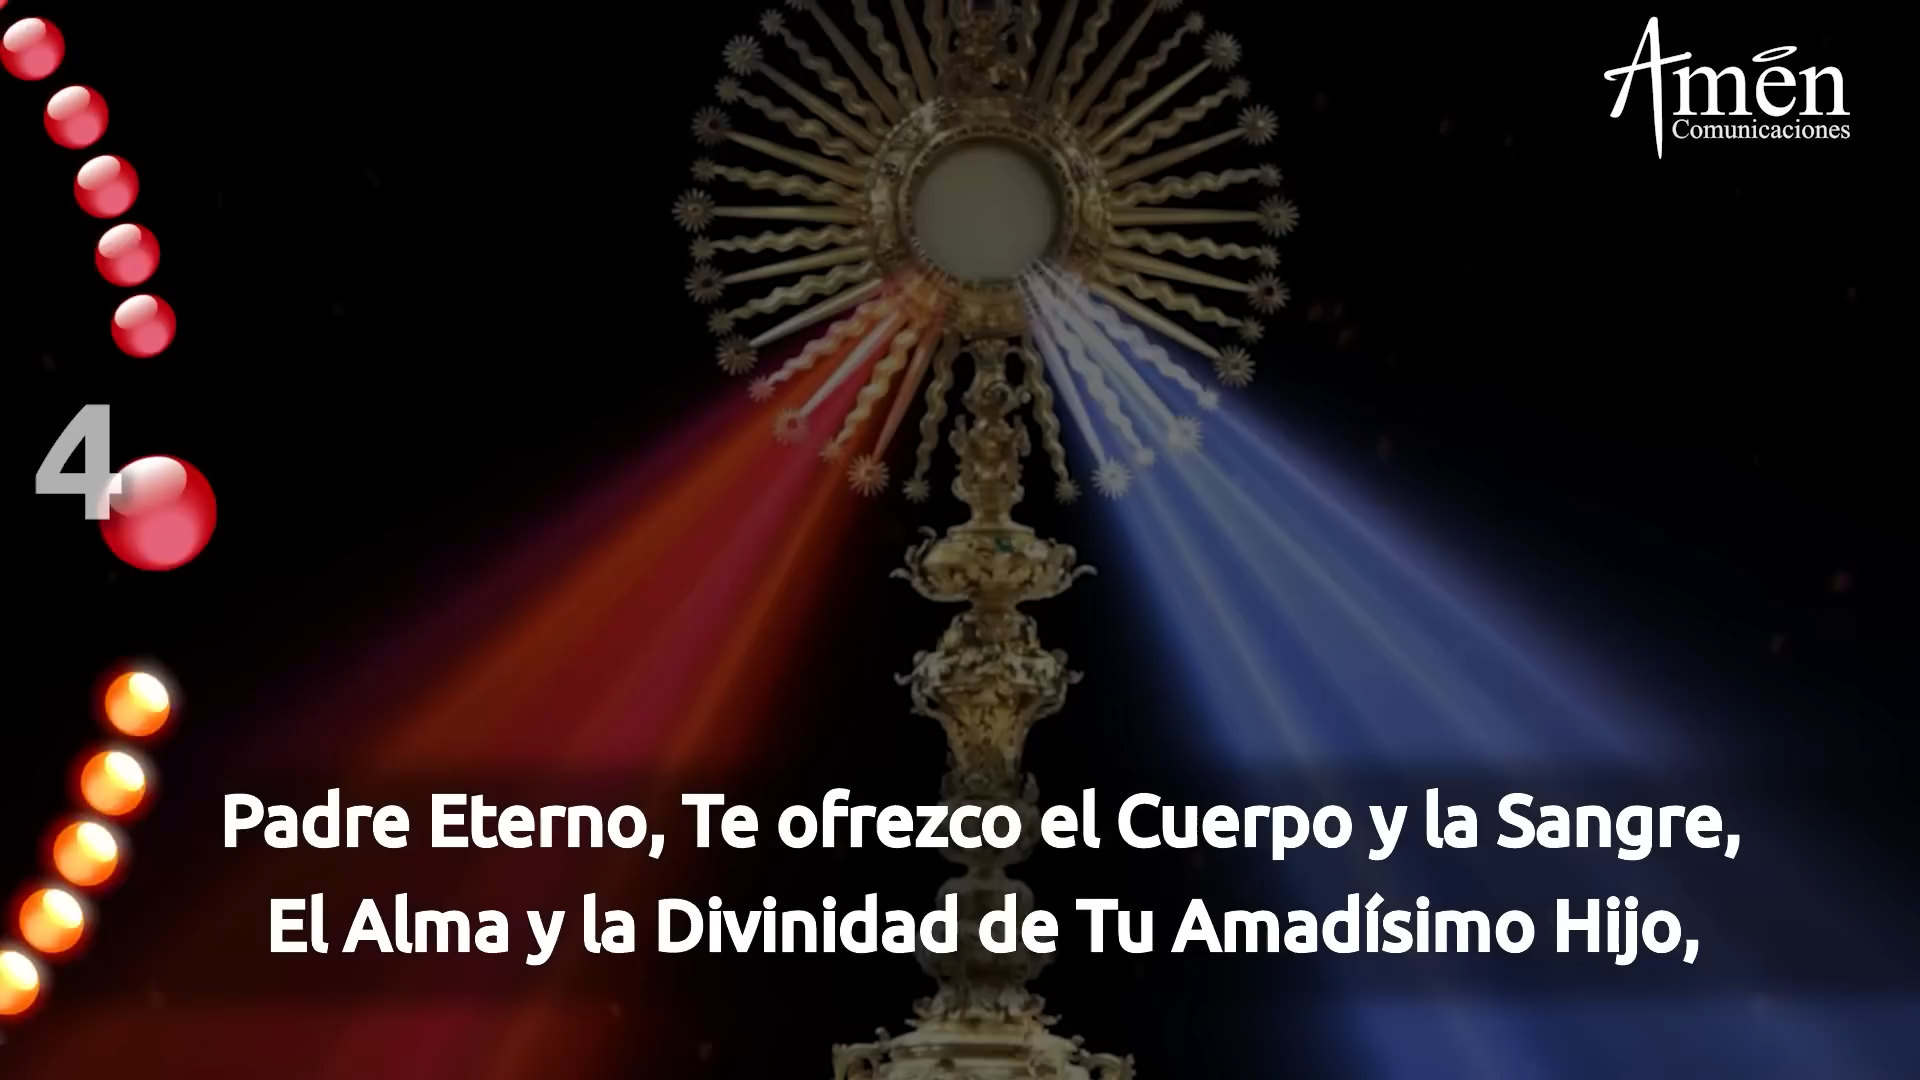 Amén
Comunicaciones
4
Padre Eterno, Te ofrezco el Cuerpo y la Sangre,
El Alma y la Divinidad de Tu Amadísimo Hijo,